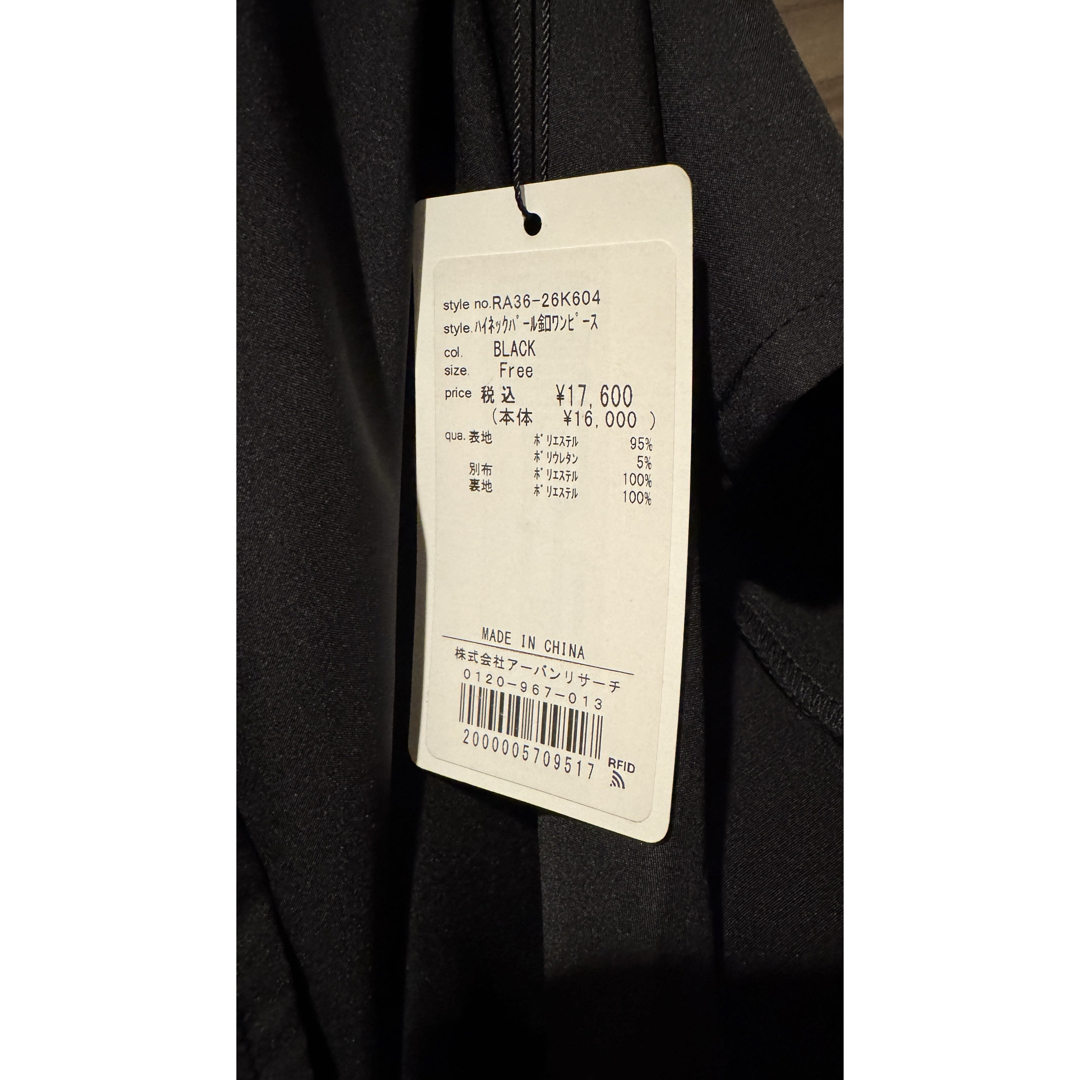 style no.RA36-26K604
style.ﾊｲﾈｯｸﾊﾟｰﾙ釦ﾜﾝﾋﾟｰｽ
col. BLACK
size. Free
price 税込 ¥17,600
(本体 ¥16,000 )
qua. 表地 ﾎﾟﾘｴｽﾃﾙ 95%
ﾎﾟﾘｳﾚﾀﾝ 5%
別布 ﾎﾟﾘｴｽﾃﾙ 100%
裏地 ﾎﾟﾘｴｽﾃﾙ 100%
MADE IN CHINA
株式会社アーバンリサーチ
0120-967-013
2000005709517
RFID